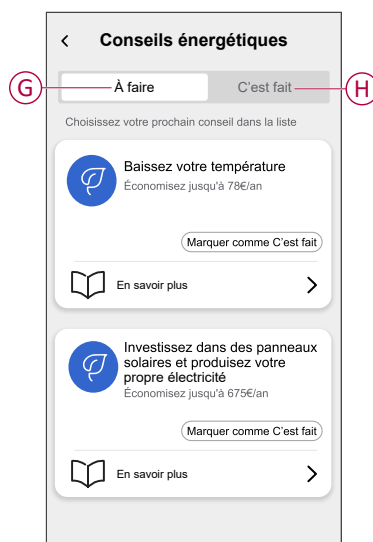 Conseils énergétiques
G
À faire
C'est fait
H
Choisissez votre prochain conseil dans la liste
Baissez votre température
Économisez jusqu'à 78€/an
Marquer comme C'est fait
En savoir plus
Investissez dans des panneaux
solaires et produisez votre
propre électricité
Économisez jusqu'à 675€/an
Marquer comme C'est fait
En savoir plus